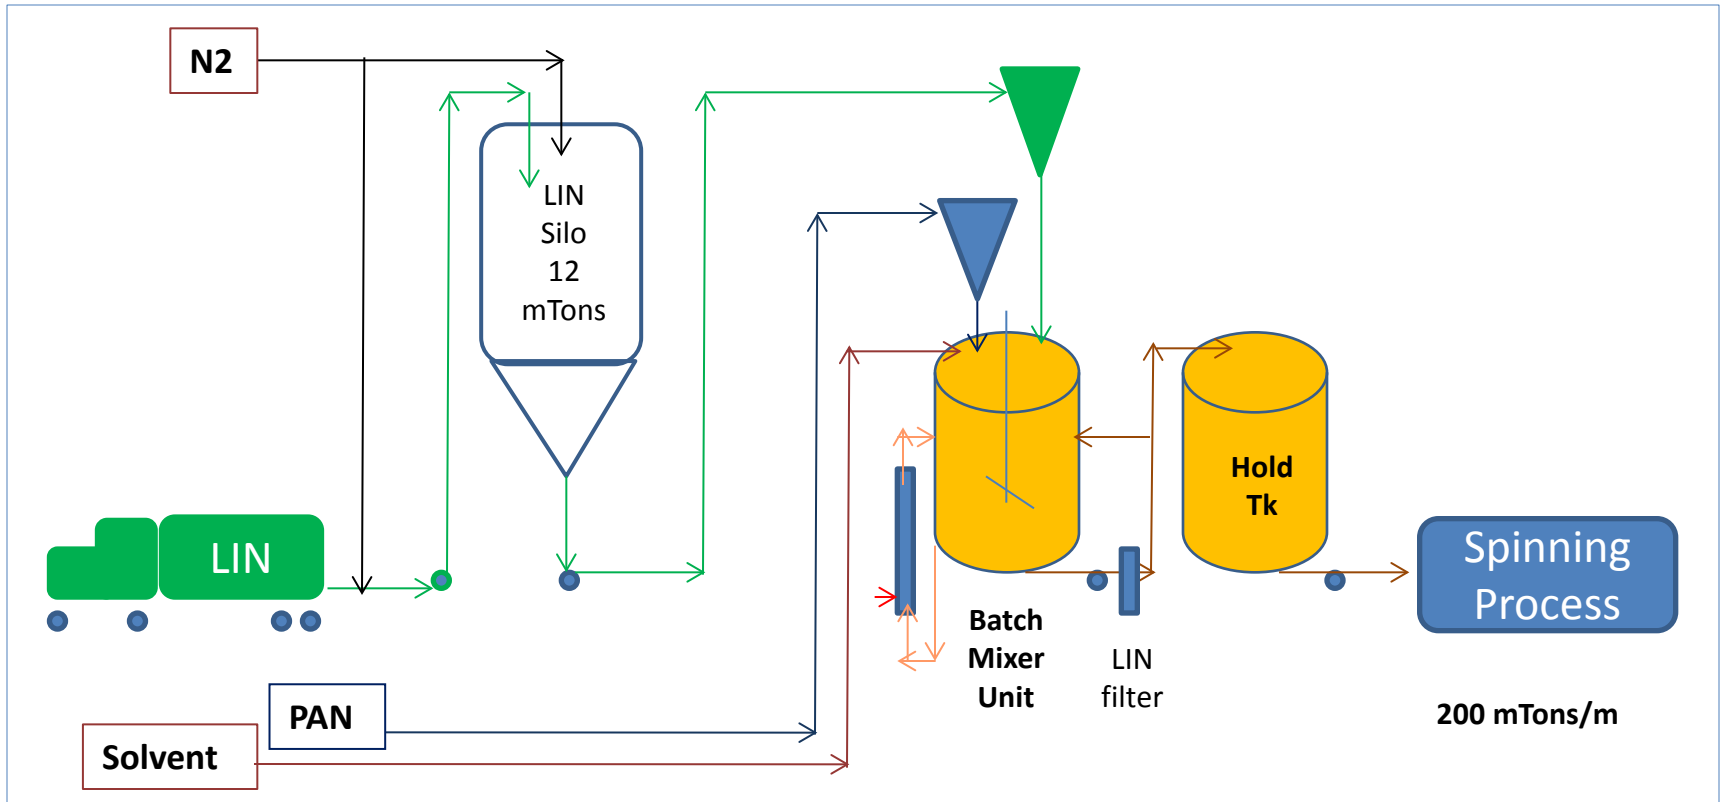 N2
LIN
Silo
12
mTons
LIN
Hold
Tk
Spinning
Process
Batch
Mixer
Unit
LIN
filter
PAN
Solvent
200 mTons/m